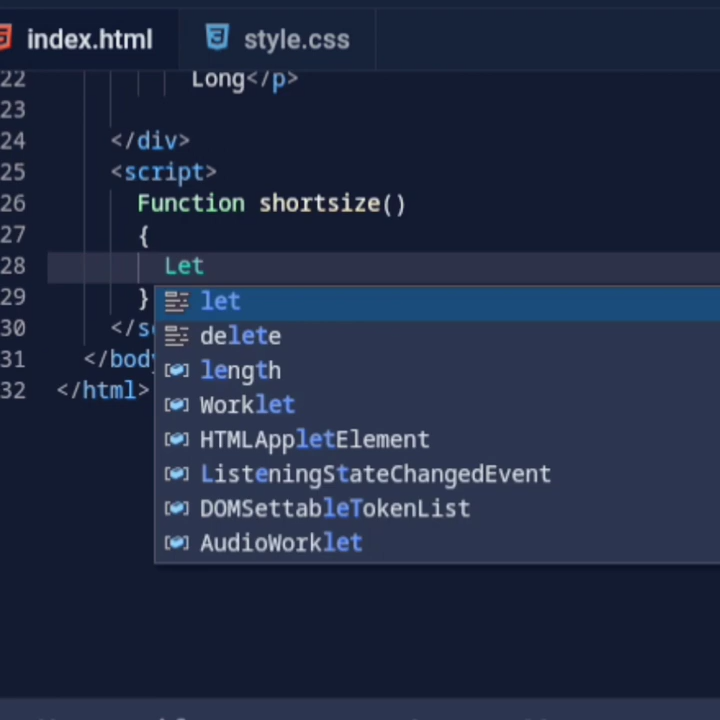 index.html style.css
22 Long</p>
23
24 </div>
25 <script>
26 Function shortsize()
27 {
28 Let
29 } let
delete
30 </s
length
31 </body
Worklet
32 </html>
HTMLAppletElement
ListeningStateChangedEvent
DOMSettableTokenList
AudioWorklet